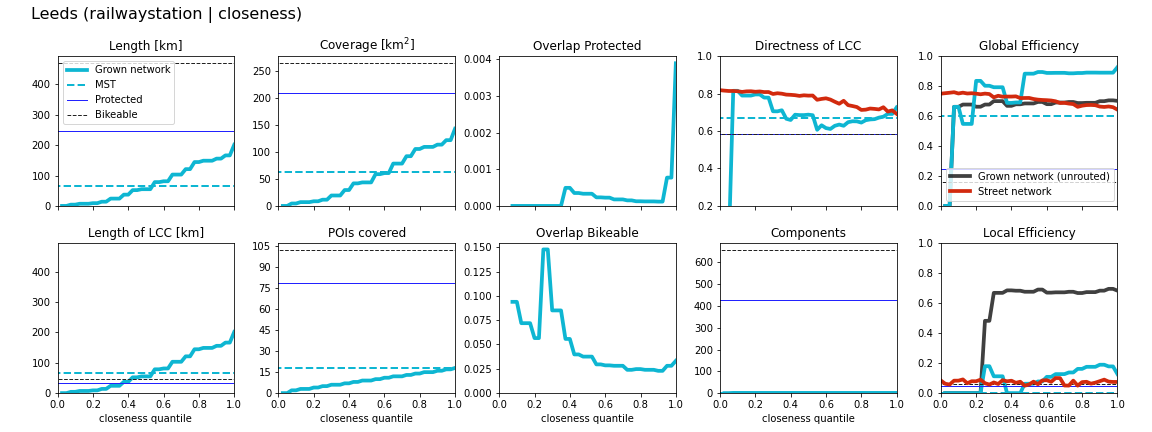 Leeds (railwaystation | closeness)
Length [km]
Coverage [km²]
Overlap Protected
Directness of LCC
Global Efficiency
Grown network
MST
Protected
Bikeable
400
300
200
100
0
250
200
150
100
50
0
0.004
0.003
0.002
0.001
0.000
1.0
0.8
0.6
0.4
0.2
1.0
0.8
0.6
0.4
0.2
0.0
Grown network (unrouted)
Street network
Length of LCC [km]
POIs covered
Overlap Bikeable
Components
Local Efficiency
400
300
200
100
0
105
90
75
60
45
30
15
0
0.150
0.125
0.100
0.075
0.050
0.025
0.000
600
500
400
300
200
100
0
1.0
0.8
0.6
0.4
0.2
0.0
0.0 0.2 0.4 0.6 0.8 1.0
0.0 0.2 0.4 0.6 0.8 1.0
0.0 0.2 0.4 0.6 0.8 1.0
0.0 0.2 0.4 0.6 0.8 1.0
0.0 0.2 0.4 0.6 0.8 1.0
closeness quantile
closeness quantile
closeness quantile
closeness quantile
closeness quantile